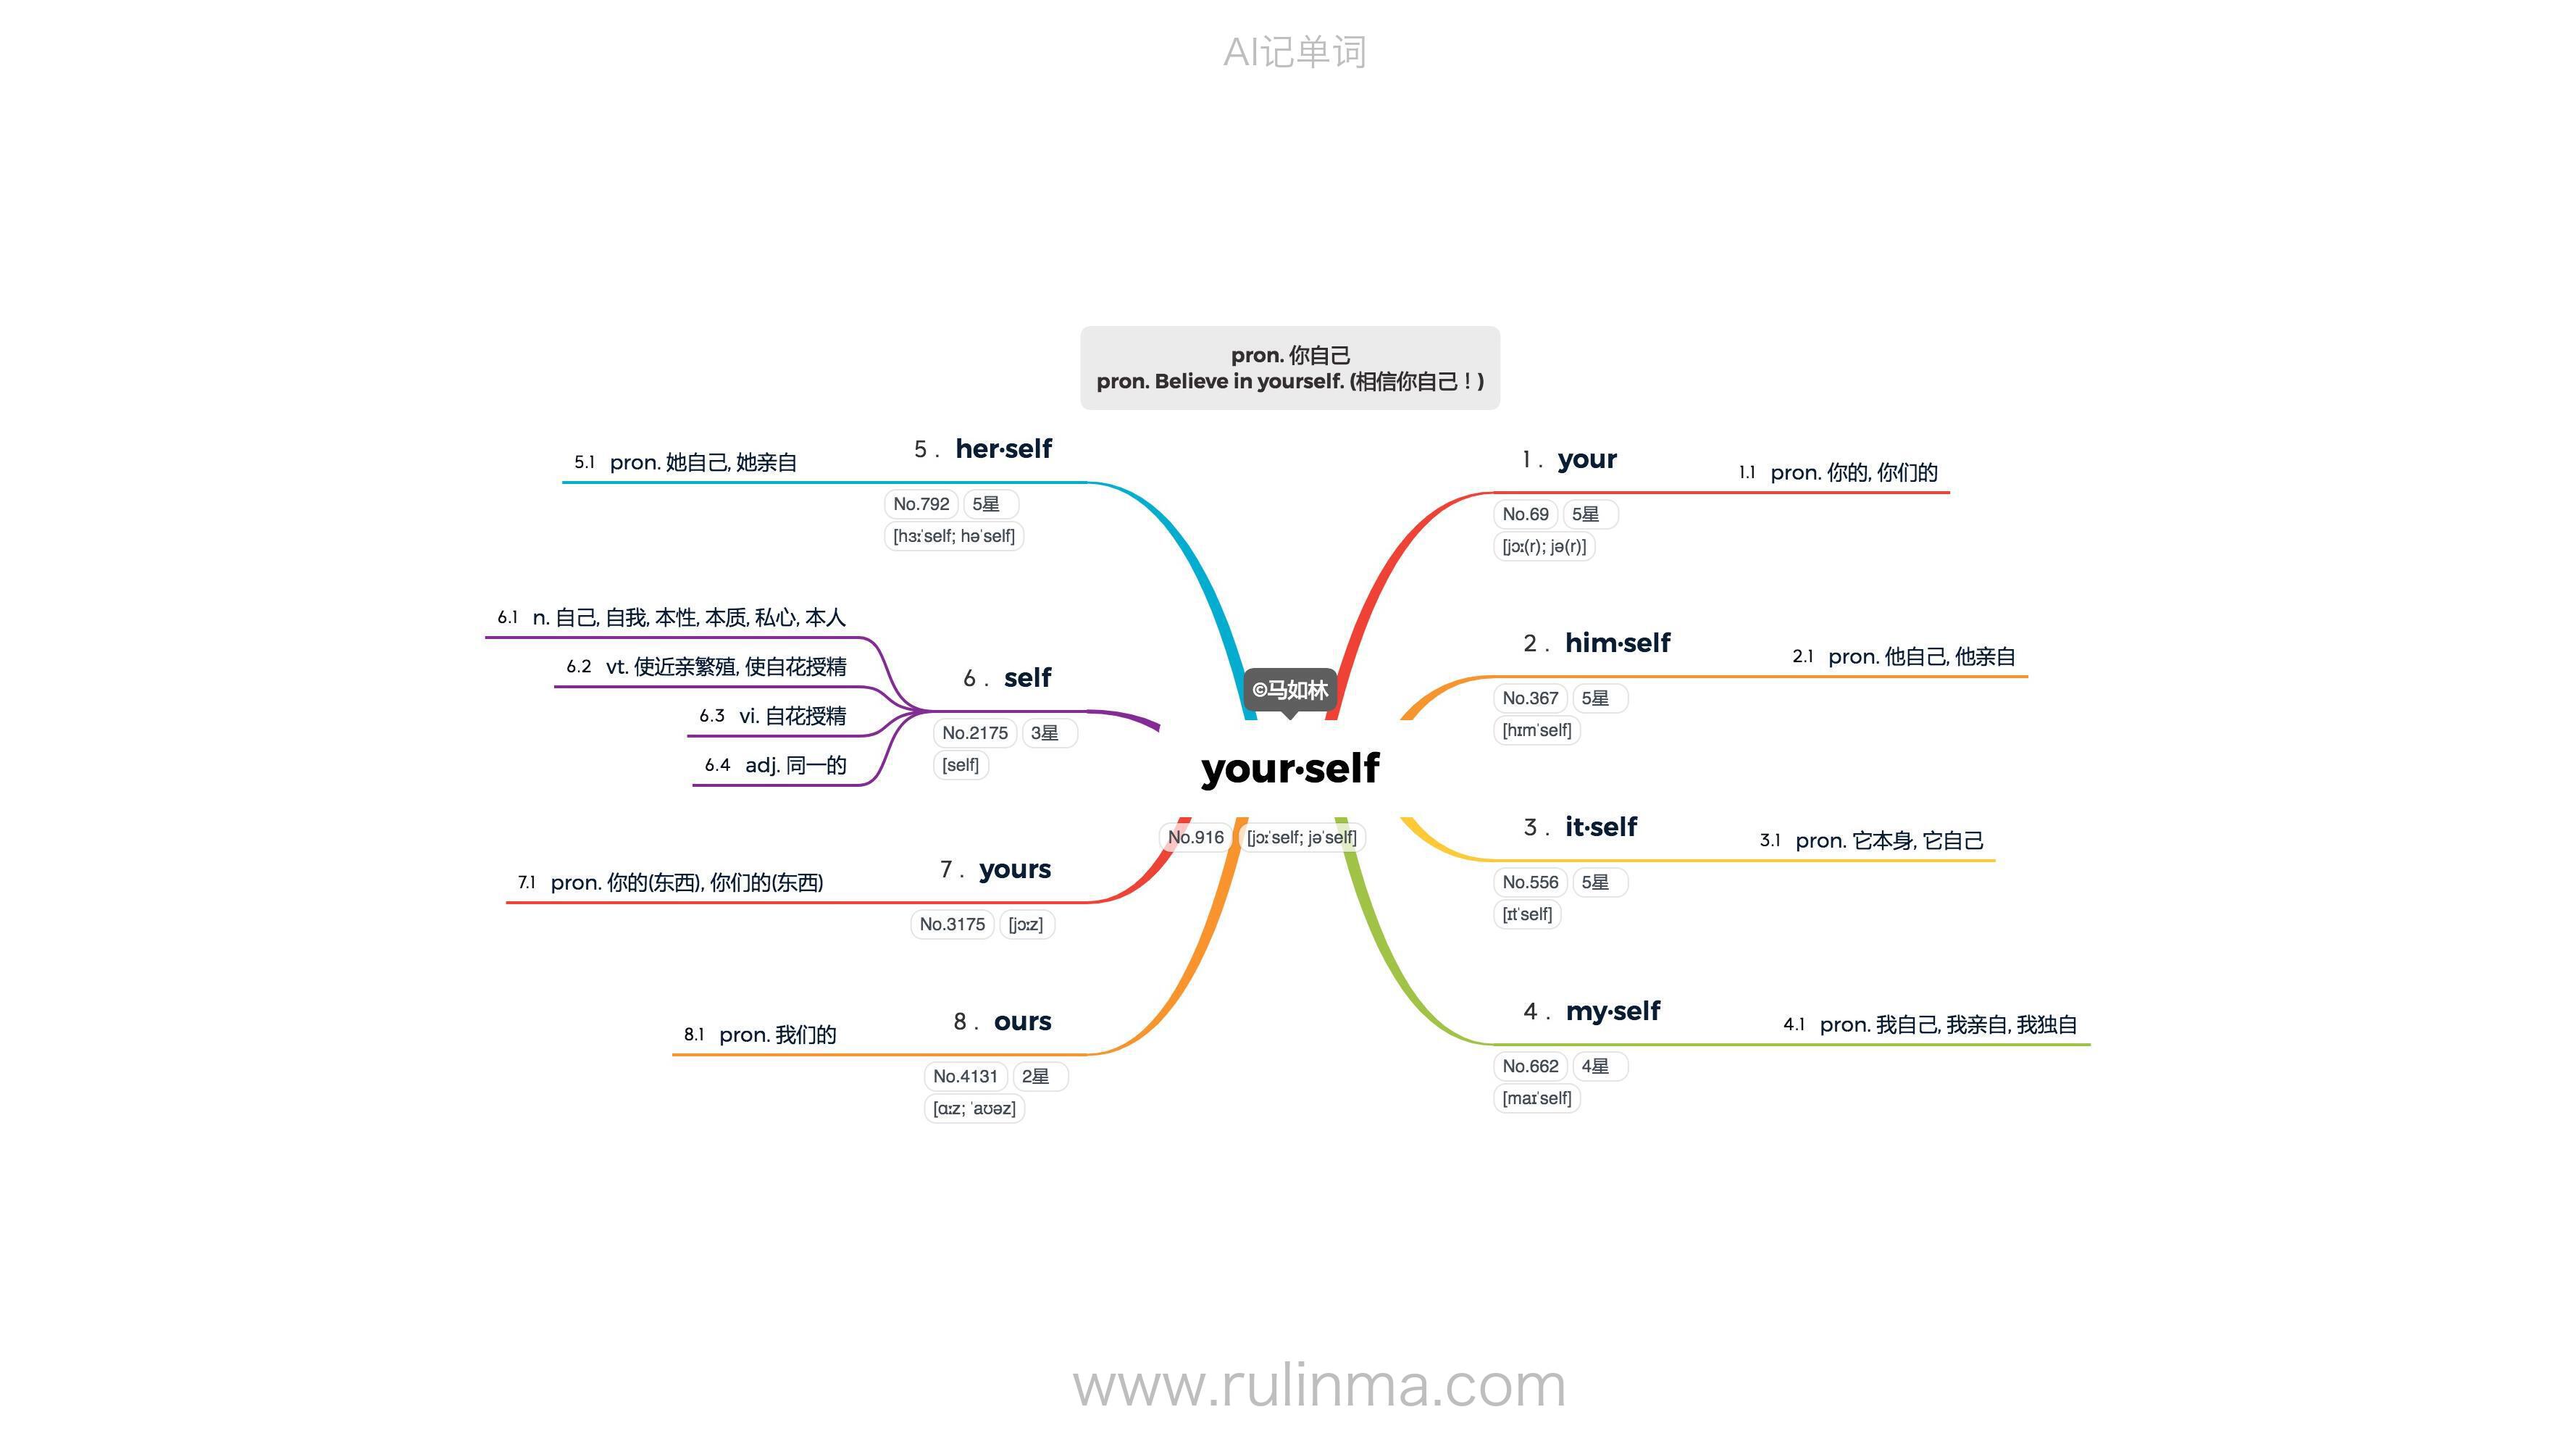 AI记单词
pron. 你自己
pron. Believe in yourself. (相信你自己！)
©马如林
your·self
No.916 [jɔːˈself; jəˈself]
1 . your
1.1 pron. 你的, 你们的
No.69 5星
[jɔː(r); jə(r)]
2 . him·self
2.1 pron. 他自己, 他亲自
No.367 5星
[hɪmˈself]
3 . it·self
3.1 pron. 它本身, 它自己
No.556 5星
[ɪtˈself]
4 . my·self
4.1 pron. 我自己, 我亲自, 我独自
No.662 4星
[maɪˈself]
5 . her·self
5.1 pron. 她自己, 她亲自
No.792 5星
[hɜːˈself; həˈself]
6 . self
6.1 n. 自己, 自我, 本性, 本质, 私心, 本人
6.2 vt. 使近亲繁殖, 使自花授精
6.3 vi. 自花授精
6.4 adj. 同一的
No.2175 3星
[self]
7 . yours
7.1 pron. 你的(东西), 你们的(东西)
No.3175 [jɔːz]
8 . ours
8.1 pron. 我们的
No.4131 2星
[ɑːz; ˈaʊəz]
www.rulinma.com